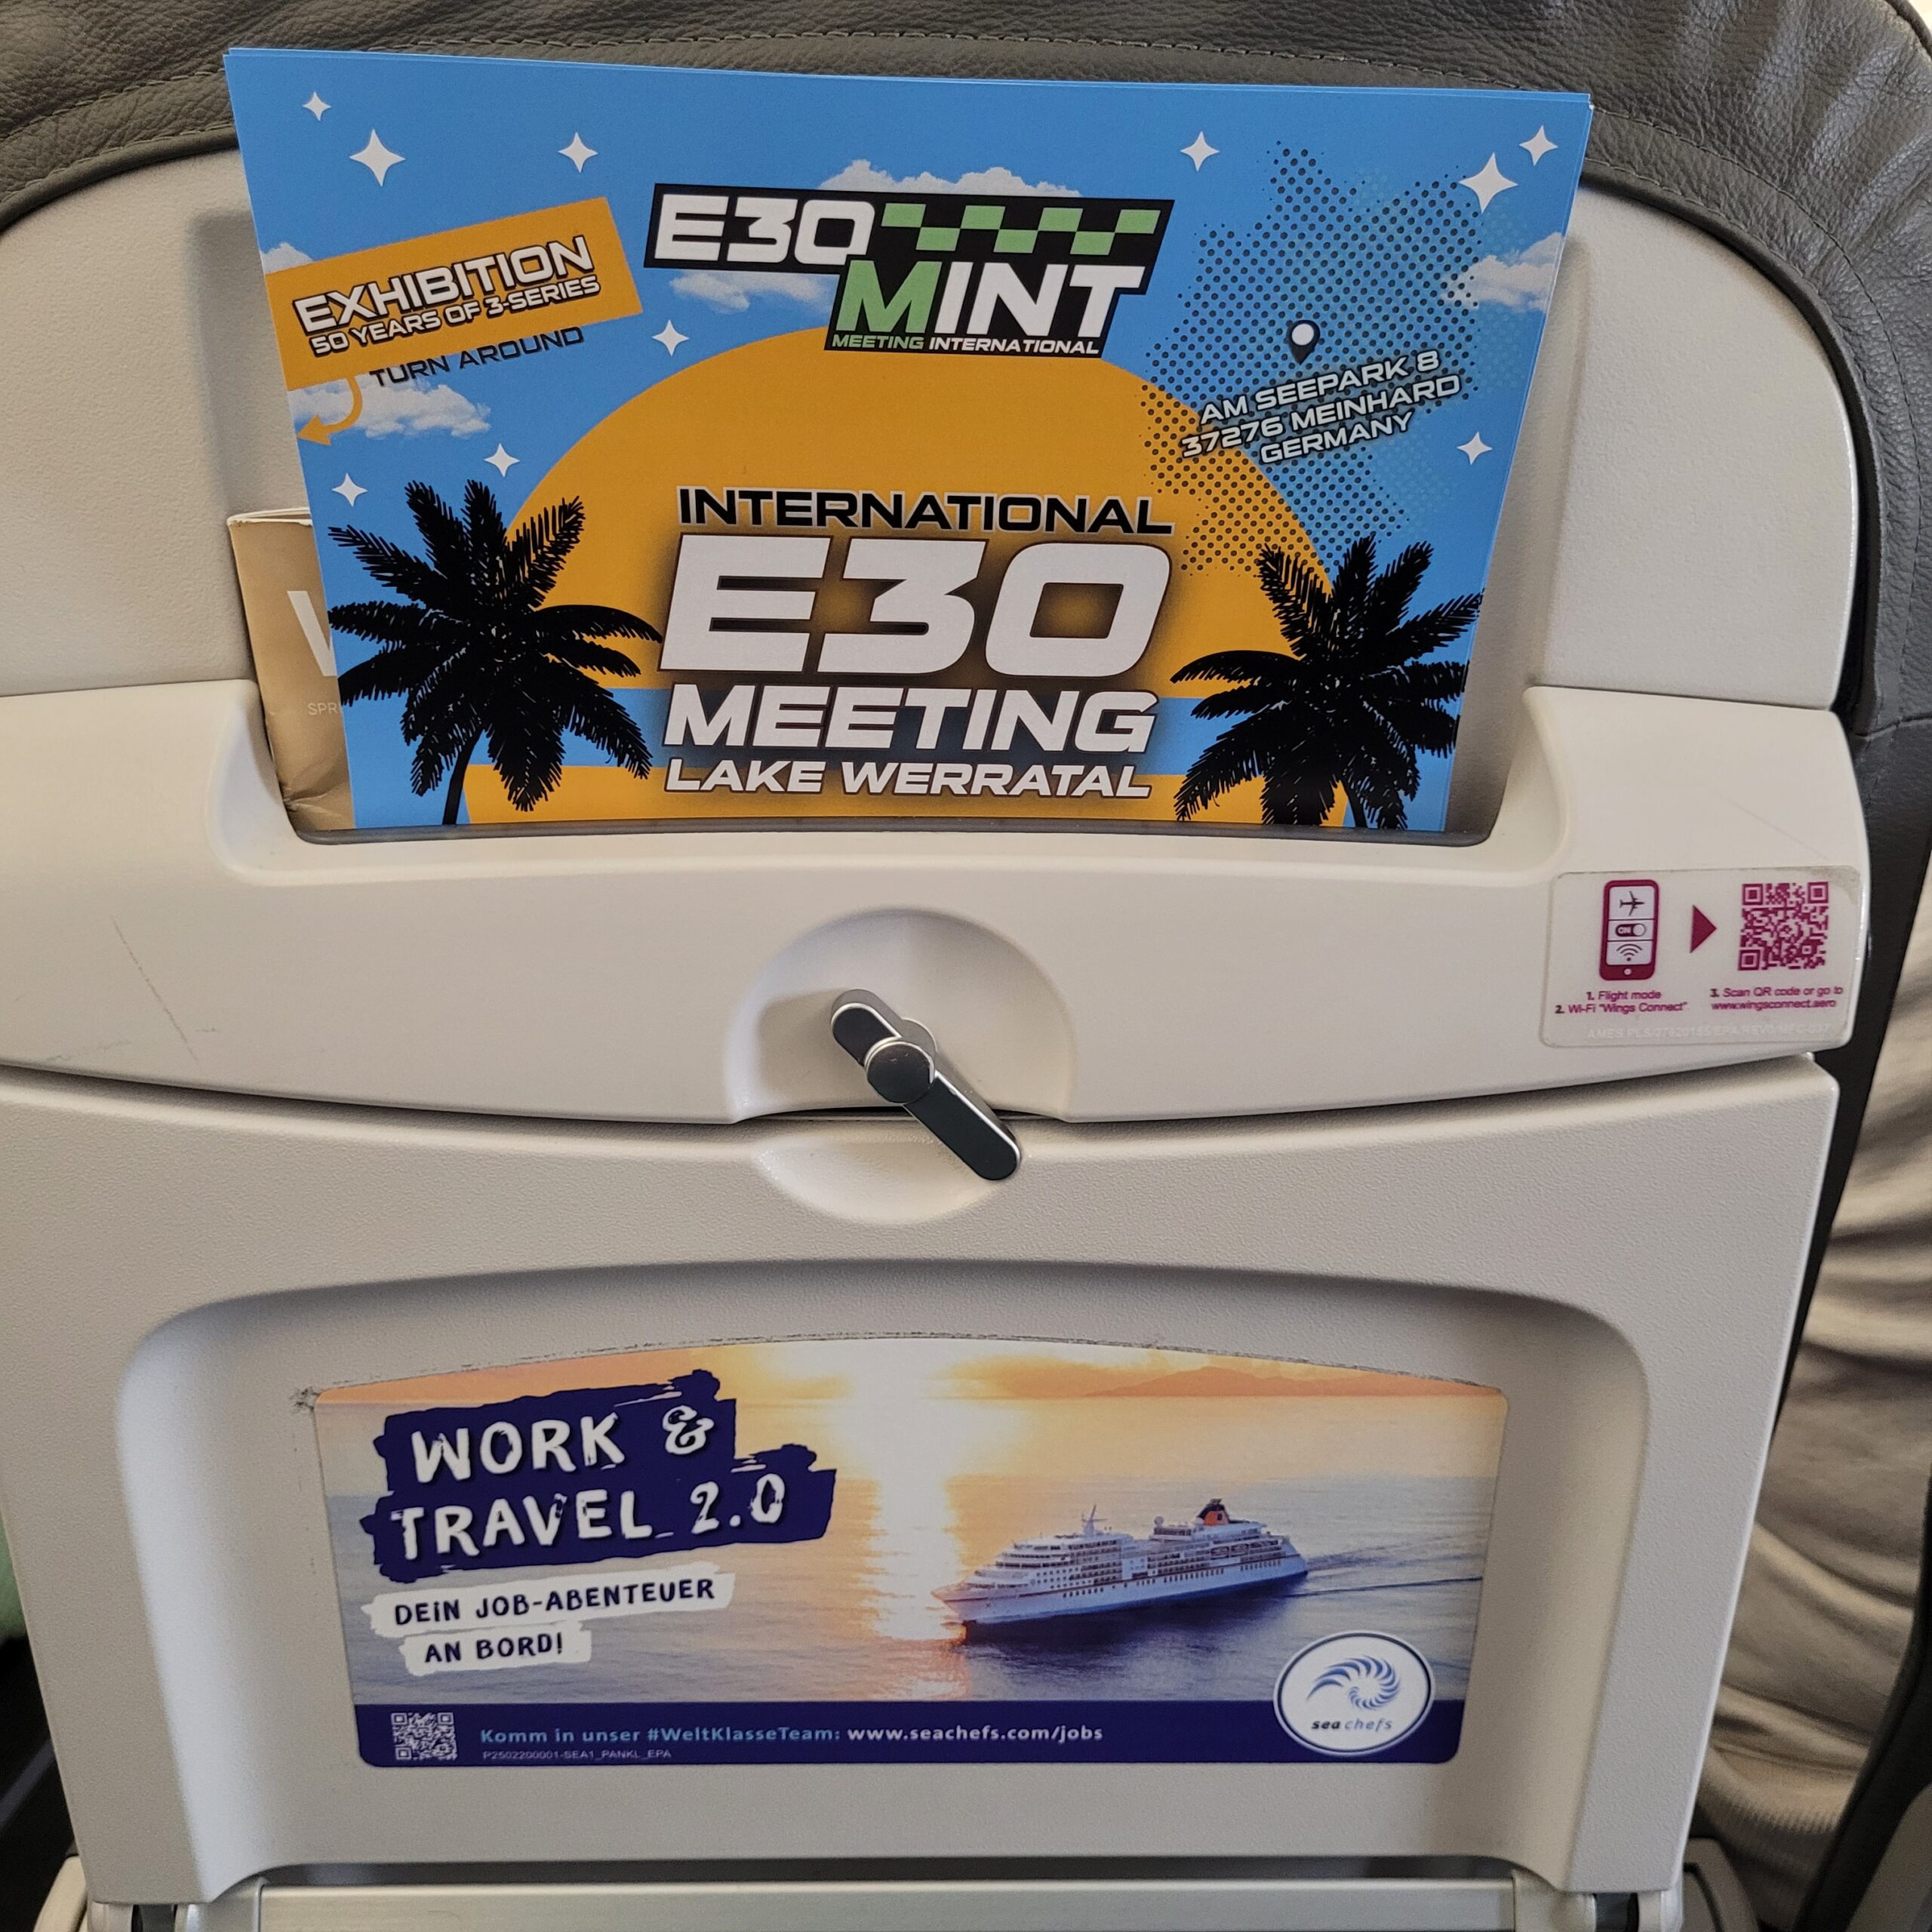 E30
MINT
MEETING INTERNATIONAL
EXHIBITION
50 YEARS OF 3-SERIES
TURN AROUND
AM SEEPARK 8
37276 MEINHARD
GERMANY
INTERNATIONAL
E30
MEETING
LAKE WERRATAL
SPR
ON
1. Flight mode
2. Wi-Fi "Wings Connect"
3. Scan QR code or go to
www.wingsconnect.aero
WORK &
TRAVEL 2.0
DEIN JOB-ABENTEUER
AN BORD!
Komm in unser #WeltKlasseTeam: www.seachefs.com/jobs
P2502200001-SEA1_PANKL_EPA
sea chefs